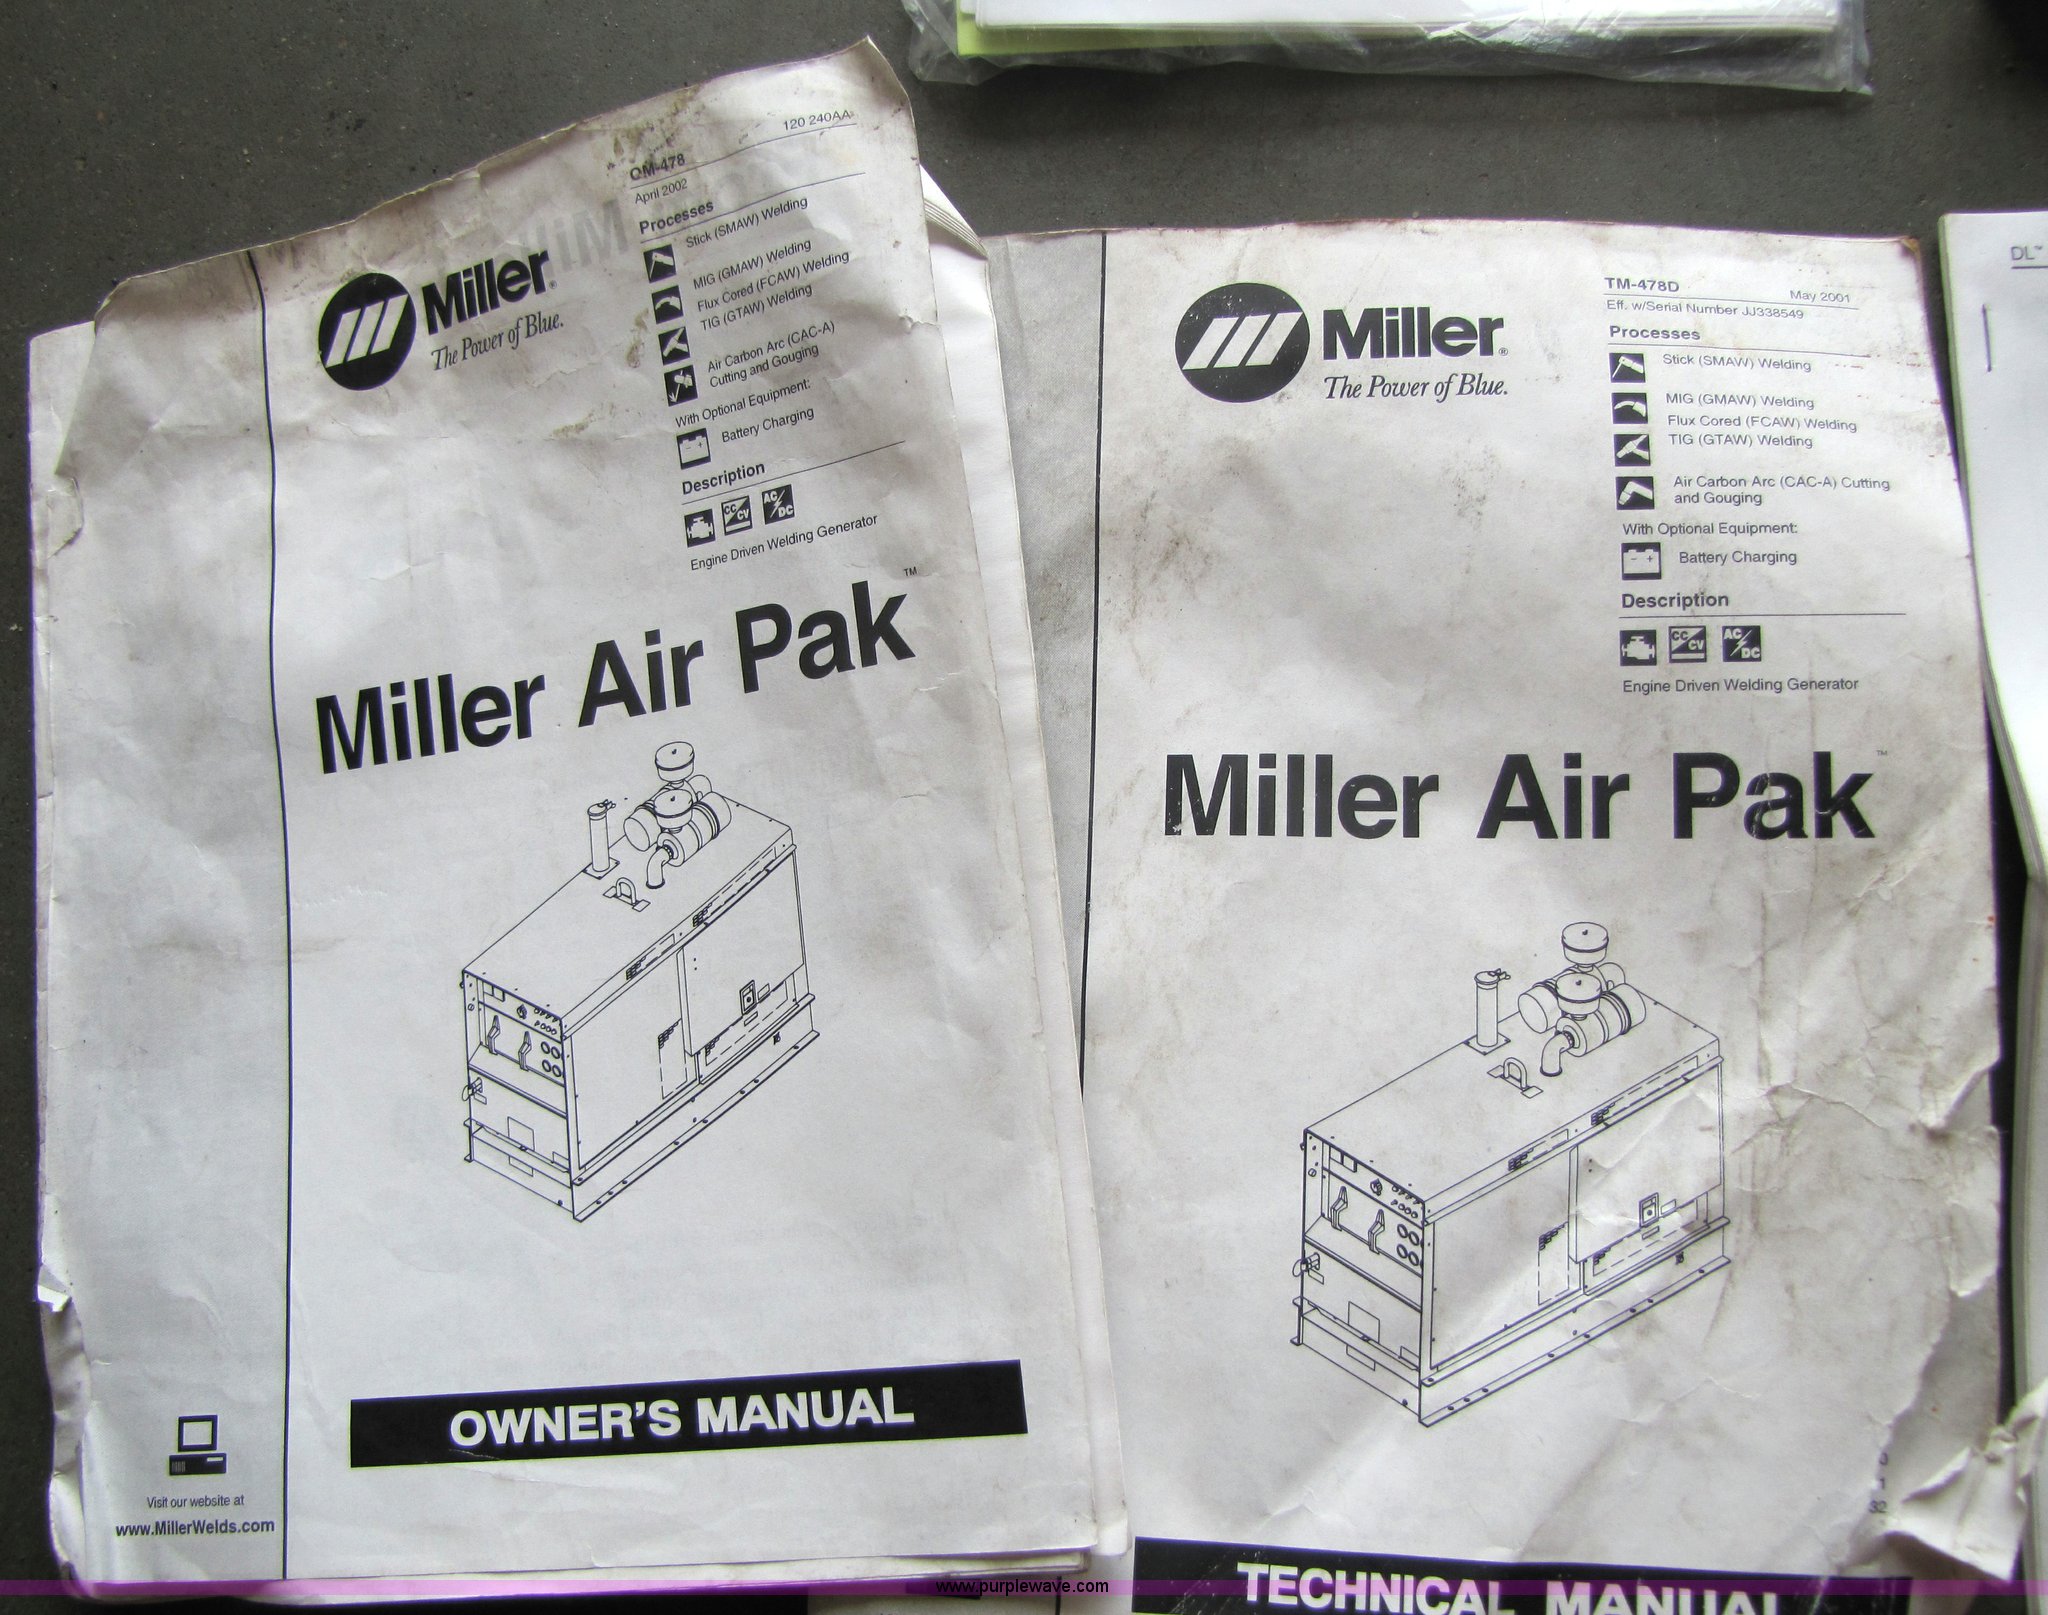 120 240AA
OM-478
April 2002
Processes
Stick (SMAW) Welding
MIG (GMAW) Welding
Flux Cored (FCAW) Welding
TIG (GTAW) Welding
Air Carbon Arc (CAC-A)
Cutting and Gouging
With Optional Equipment:
Battery Charging
Description
CC CV
AC DC
Engine Driven Welding Generator
Miller®
The Power of Blue.
Miller Air Pak™
OWNER'S MANUAL
Visit our website at
www.MillerWelds.com
TM-478D
May 2001
Eff. w/Serial Number JJ338549
Processes
Stick (SMAW) Welding
MIG (GMAW) Welding
Flux Cored (FCAW) Welding
TIG (GTAW) Welding
Air Carbon Arc (CAC-A) Cutting
and Gouging
With Optional Equipment:
Battery Charging
Description
CC CV
AC DC
Engine Driven Welding Generator
Miller®
The Power of Blue.
Miller Air Pak™
32
TECHNICAL MANUAL
DL™
www.purplewave.com